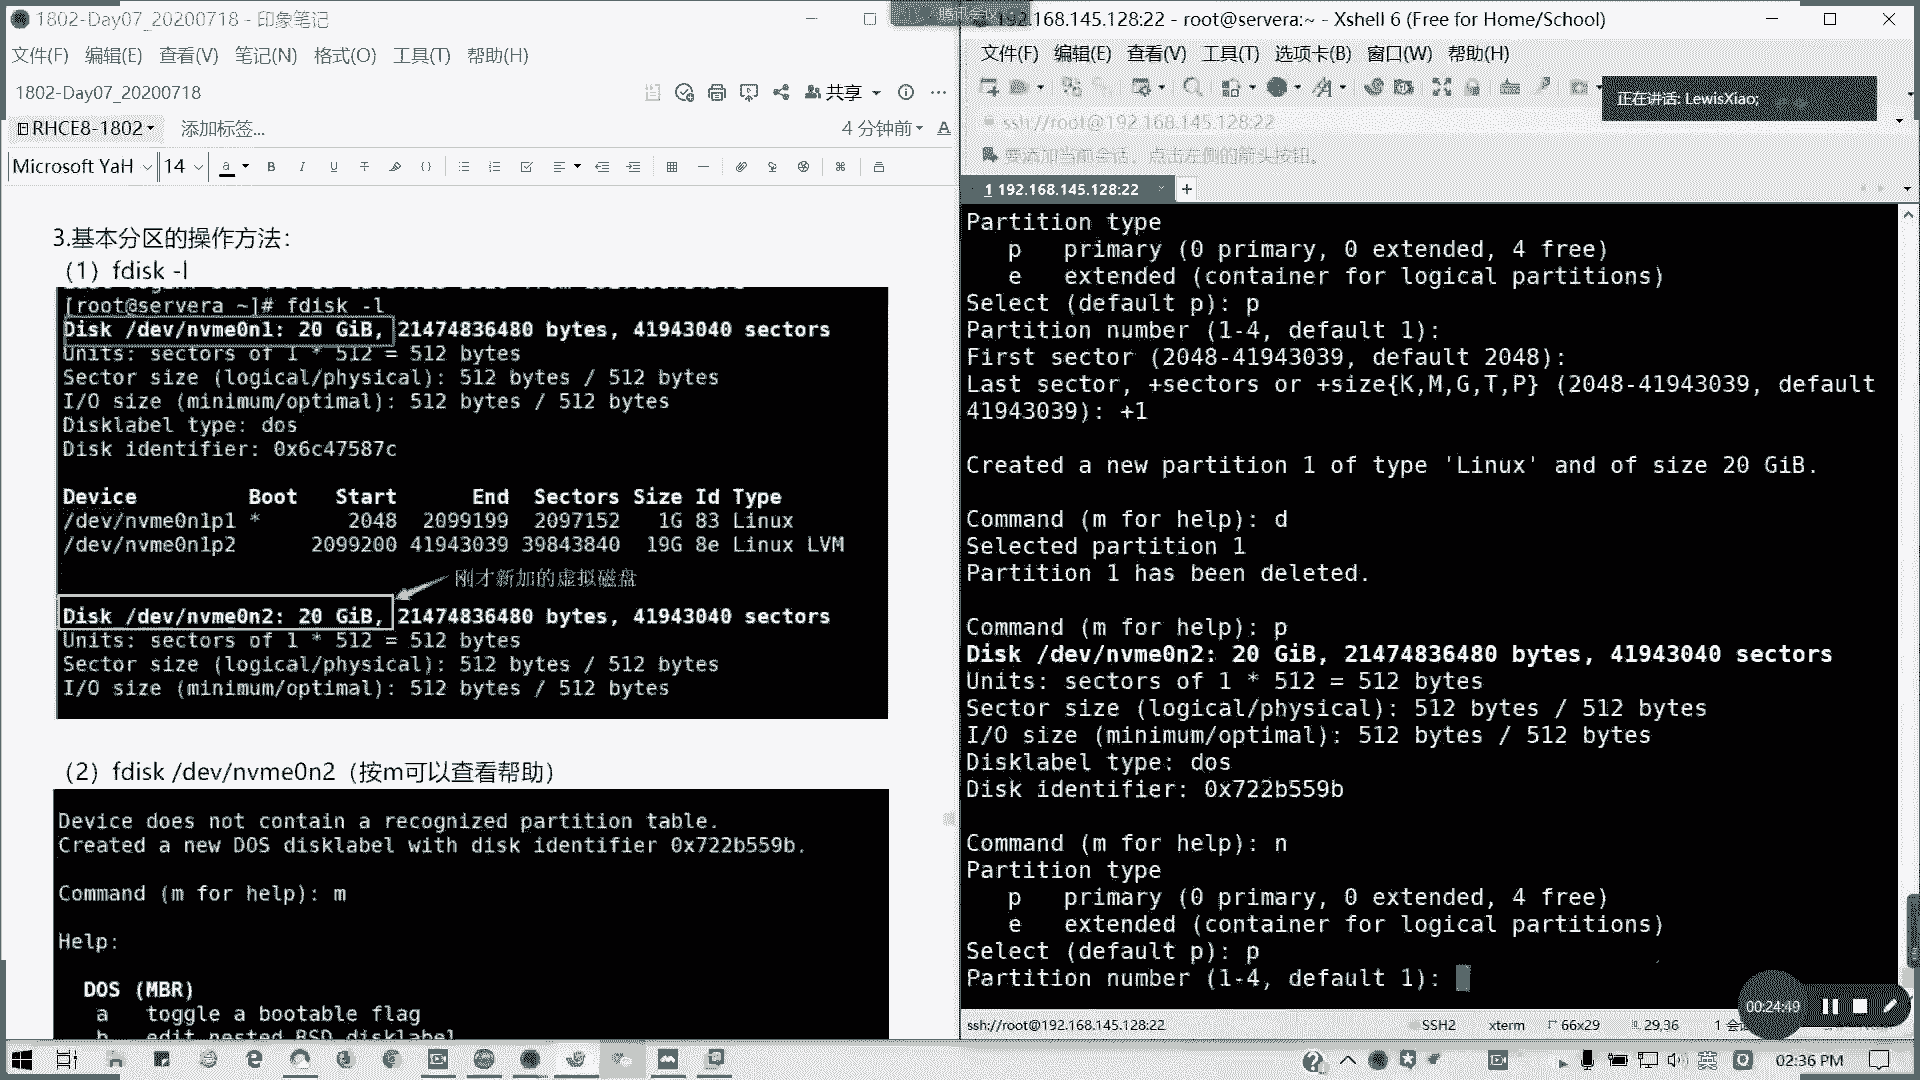 1802-Day07_20200718 - 印象笔记
文件(F) 编辑(E) 查看(V) 笔记(N) 格式(O) 工具(T) 帮助(H)
1802-Day07_20200718
共享
RHCE8-1802 添加标签...
4 分钟前
Microsoft YaH 14
3.基本分区的操作方法：
（1）fdisk -l
[root@servera ~]# fdisk -l
Disk /dev/nvme0n1: 20 GiB, 21474836480 bytes, 41943040 sectors
Units: sectors of 1 * 512 = 512 bytes
Sector size (logical/physical): 512 bytes / 512 bytes
I/O size (minimum/optimal): 512 bytes / 512 bytes
Disklabel type: dos
Disk identifier: 0x6c47587c
Device Boot Start End Sectors Size Id Type
/dev/nvme0n1p1 * 2048 2099199 2097152 1G 83 Linux
/dev/nvme0n1p2 2099200 41943039 39843840 19G 8e Linux LVM
刚才新加的虚拟磁盘
Disk /dev/nvme0n2: 20 GiB, 21474836480 bytes, 41943040 sectors
Units: sectors of 1 * 512 = 512 bytes
Sector size (logical/physical): 512 bytes / 512 bytes
I/O size (minimum/optimal): 512 bytes / 512 bytes
（2）fdisk /dev/nvme0n2（按m可以查看帮助）
Device does not contain a recognized partition table.
Created a new DOS disklabel with disk identifier 0x722b559b.
Command (m for help): m
Help:
DOS (MBR)
a toggle a bootable flag
b edit nested BSD disklabel
192.168.145.128:22 - root@servera:~ - Xshell 6 (Free for Home/School)
文件(F) 编辑(E) 查看(V) 工具(T) 选项卡(B) 窗口(W) 帮助(H)
正在讲话: LewisXiao;
ssh://root@192.168.145.128:22
要添加当前会话，点击左侧的箭头按钮。
1 192.168.145.128:22
Partition type
p primary (0 primary, 0 extended, 4 free)
e extended (container for logical partitions)
Select (default p): p
Partition number (1-4, default 1):
First sector (2048-41943039, default 2048):
Last sector, +sectors or +size{K,M,G,T,P} (2048-41943039, default
41943039): +1
Created a new partition 1 of type 'Linux' and of size 20 GiB.
Command (m for help): d
Selected partition 1
Partition 1 has been deleted.
Command (m for help): p
Disk /dev/nvme0n2: 20 GiB, 21474836480 bytes, 41943040 sectors
Units: sectors of 1 * 512 = 512 bytes
Sector size (logical/physical): 512 bytes / 512 bytes
I/O size (minimum/optimal): 512 bytes / 512 bytes
Disklabel type: dos
Disk identifier: 0x722b559b
Command (m for help): n
Partition type
p primary (0 primary, 0 extended, 4 free)
e extended (container for logical partitions)
Select (default p): p
Partition number (1-4, default 1):
00:24:49
ssh://root@192.168.145.128:22 SSH2 xterm 66x29 29,36 1 会
英 02:36 PM